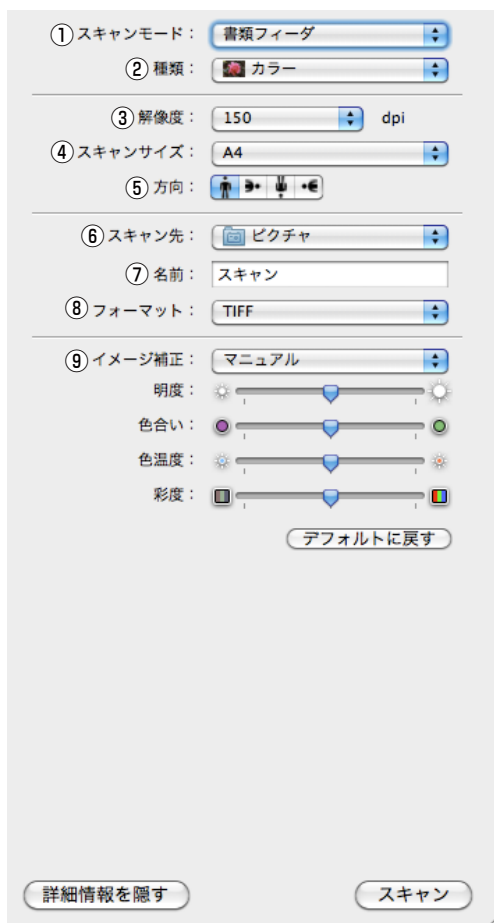 ①スキャンモード： 書類フィーダ
②種類： カラー
③解像度： 150 dpi
④スキャンサイズ： A4
⑤方向：
⑥スキャン先： ピクチャ
⑦名前： スキャン
⑧フォーマット： TIFF
⑨イメージ補正： マニュアル
明度：
色合い：
色温度：
彩度：
デフォルトに戻す
詳細情報を隠す スキャン